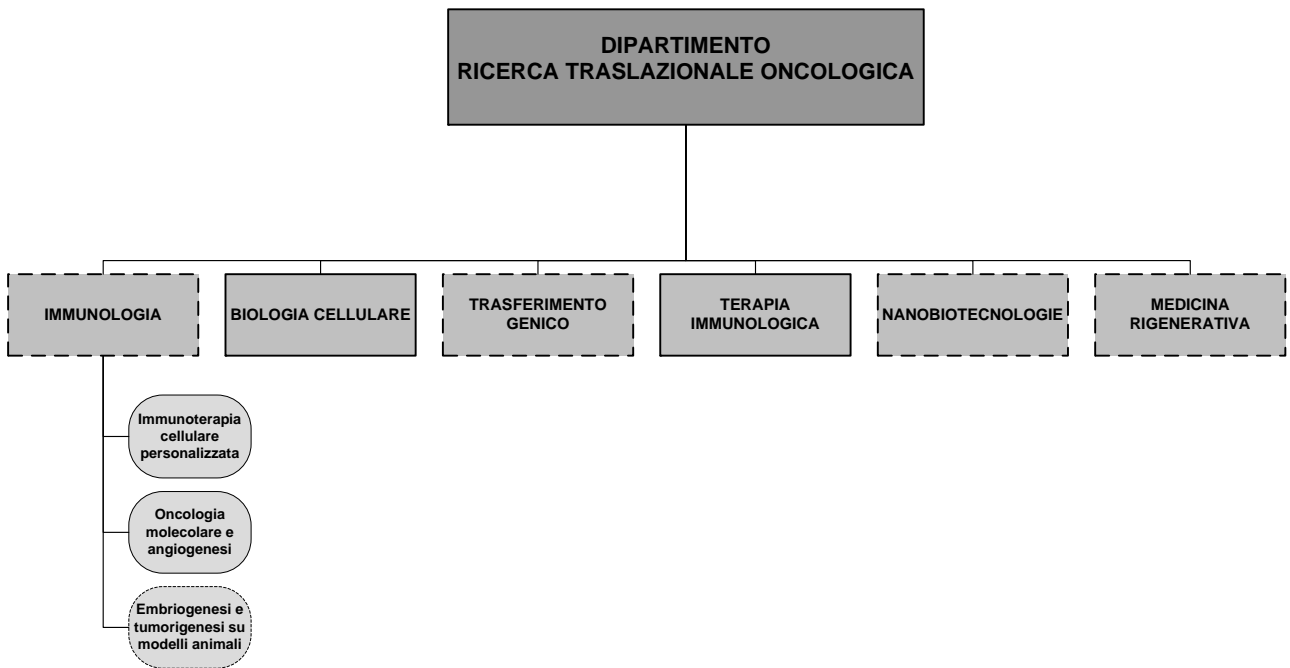 DIPARTIMENTO
RICERCA TRASLAZIONALE ONCOLOGICA
IMMUNOLOGIA
BIOLOGIA CELLULARE
TRASFERIMENTO
GENICO
TERAPIA
IMMUNOLOGICA
NANOBIOTECNOLOGIE
MEDICINA
RIGENERATIVA
Immunoterapia
cellulare
personalizzata
Oncologia
molecolare e
angiogenesi
Embriogenesi e
tumorigenesi su
modelli animali